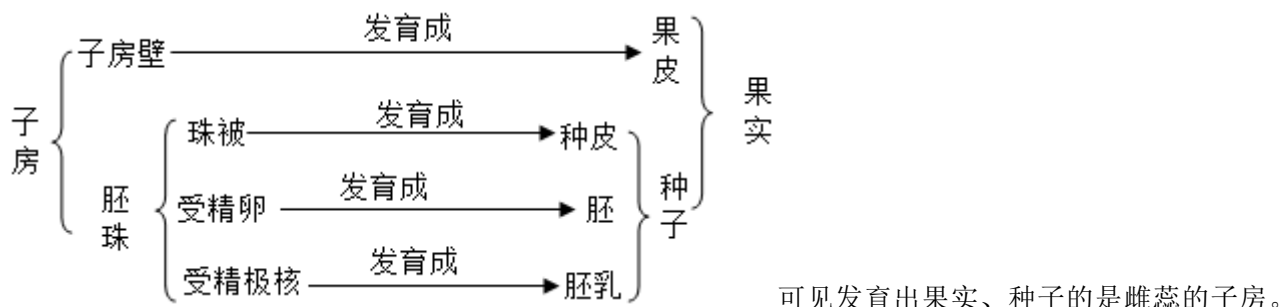 子房
子房壁 发育成 果皮
胚珠
珠被 发育成 种皮
受精卵 发育成 胚
受精极核 发育成 胚乳
种子
果实
可见发育出果实、种子的是雌蕊的子房。